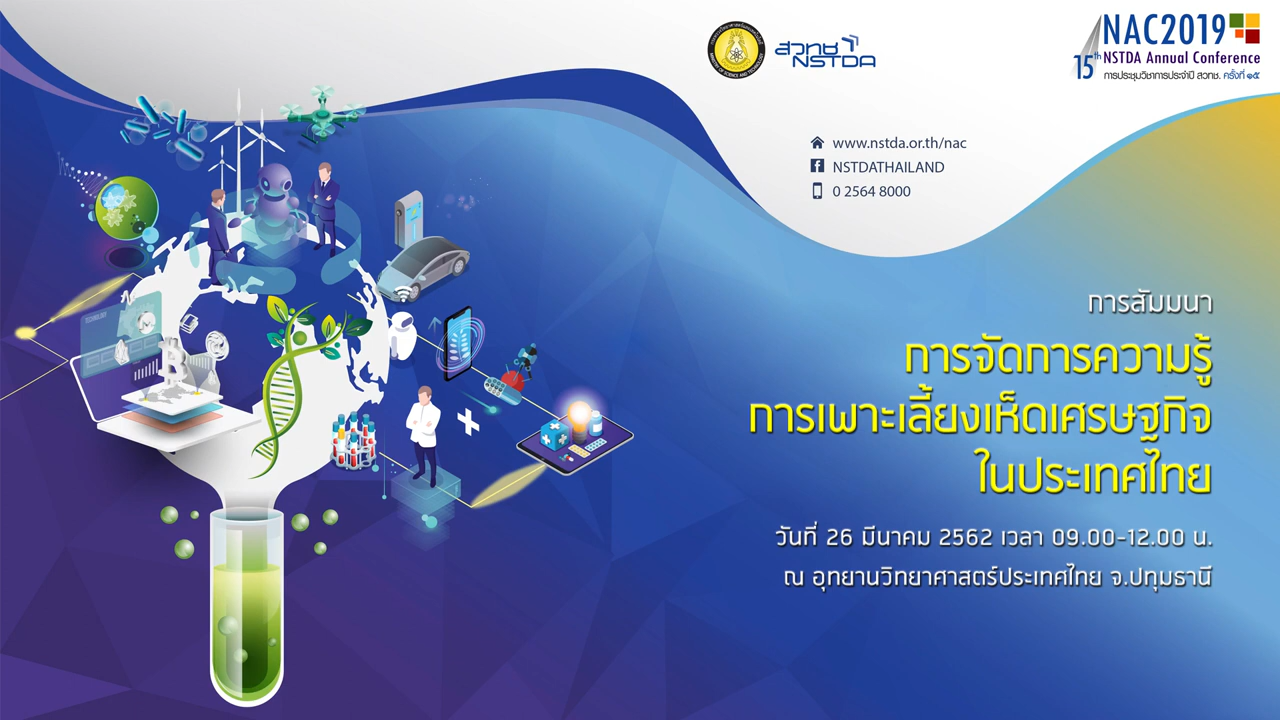 สวทช
NSTDA
NAC2019
15th NSTDA Annual Conference
การประชุมวิชาการประจำปี สวทช. ครั้งที่ ๑๕
www.nstda.or.th/nac
NSTDATHAILAND
0 2564 8000
การสัมมนา
การจัดการความรู้
การเพาะเลี้ยงเห็ดเศรษฐกิจ
ในประเทศไทย
วันที่ 26 มีนาคม 2562 เวลา 09.00-12.00 น.
ณ อุทยานวิทยาศาสตร์ประเทศไทย จ.ปทุมธานี